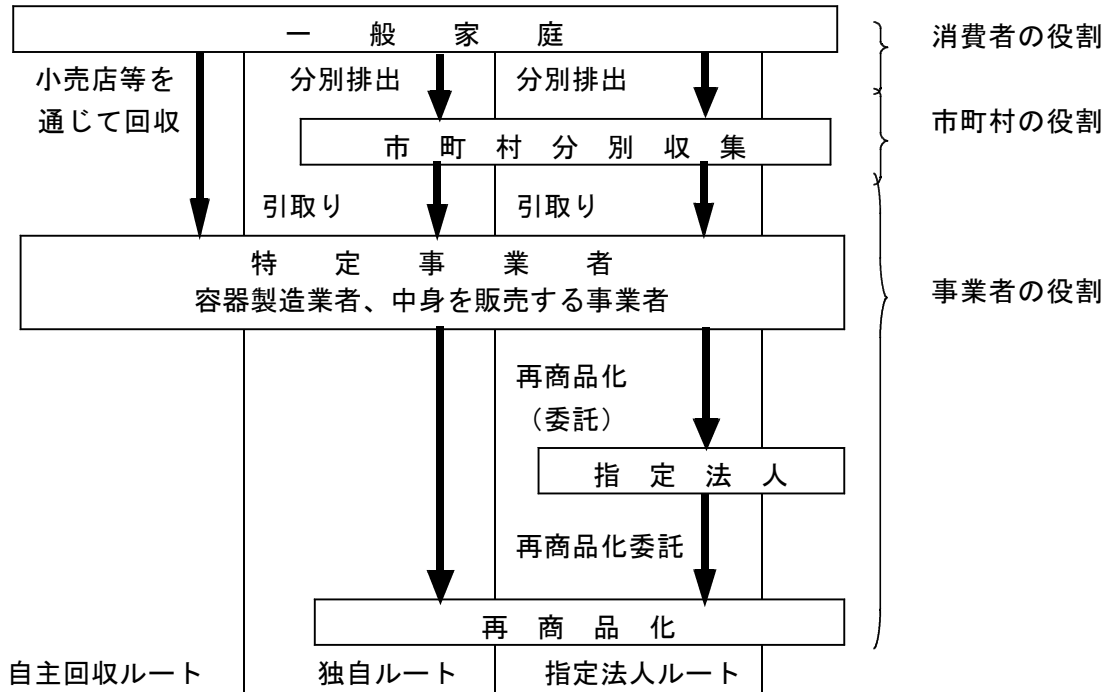 一般家庭
消費者の役割
小売店等を
通じて回収
分別排出
分別排出
市町村の役割
市町村分別収集
引取り
引取り
特定事業者
容器製造業者、中身を販売する事業者
事業者の役割
再商品化
（委託）
指定法人
再商品化委託
再商品化
自主回収ルート
独自ルート
指定法人ルート